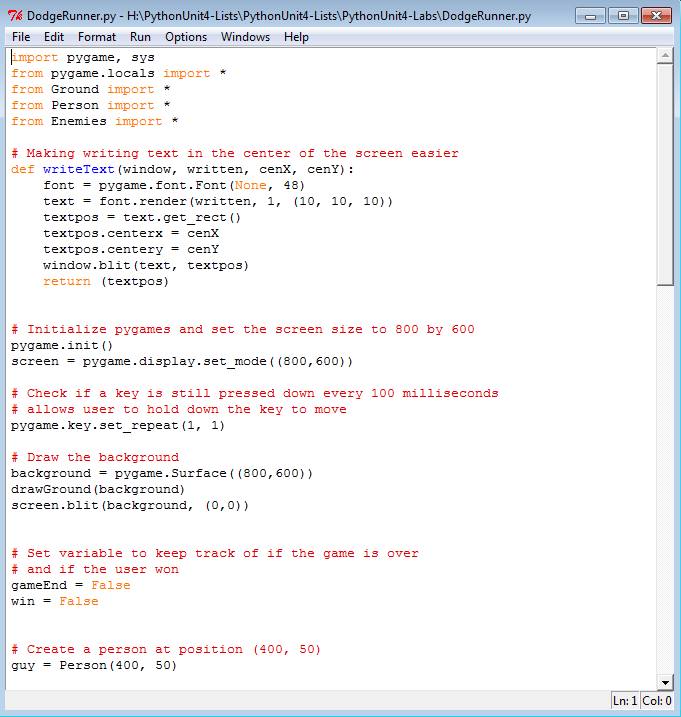 DodgeRunner.py - H:\PythonUnit4-Lists\PythonUnit4-Lists\PythonUnit4-Labs\DodgeRunner.py
File Edit Format Run Options Windows Help
import pygame, sys
from pygame.locals import *
from Ground import *
from Person import *
from Enemies import *
# Making writing text in the center of the screen easier
def writeText(window, written, cenX, cenY):
    font = pygame.font.Font(None, 48)
    text = font.render(written, 1, (10, 10, 10))
    textpos = text.get_rect()
    textpos.centerx = cenX
    textpos.centery = cenY
    window.blit(text, textpos)
    return (textpos)
# Initialize pygames and set the screen size to 800 by 600
pygame.init()
screen = pygame.display.set_mode((800,600))
# Check if a key is still pressed down every 100 milliseconds
# allows user to hold down the key to move
pygame.key.set_repeat(1, 1)
# Draw the background
background = pygame.Surface((800,600))
drawGround(background)
screen.blit(background, (0,0))
# Set variable to keep track of if the game is over
# and if the user won
gameEnd = False
win = False
# Create a person at position (400, 50)
guy = Person(400, 50)
Ln: 1 Col: 0